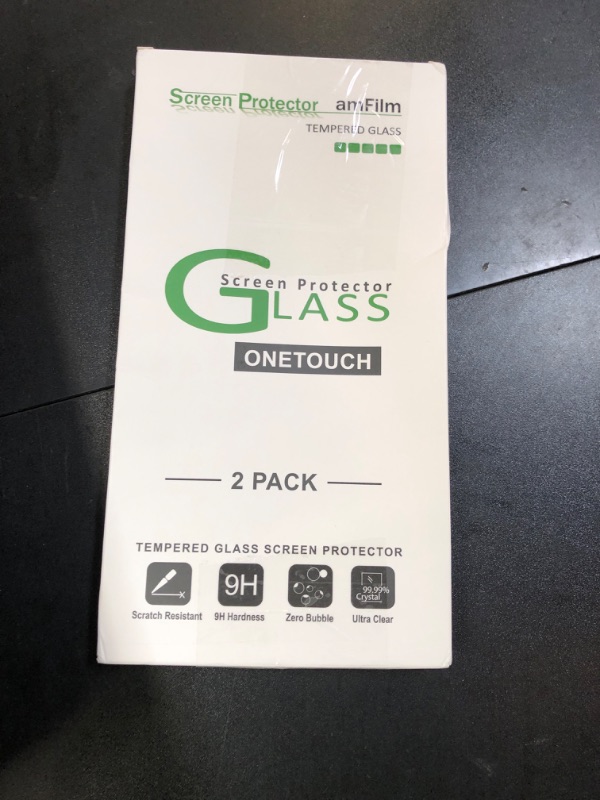 Screen Protector amFilm
TEMPERED GLASS
Screen Protector
GLASS
ONETOUCH
2 PACK
TEMPERED GLASS SCREEN PROTECTOR
9H
99.99%
Crystal
Scratch Resistant 9H Hardness Zero Bubble Ultra Clear